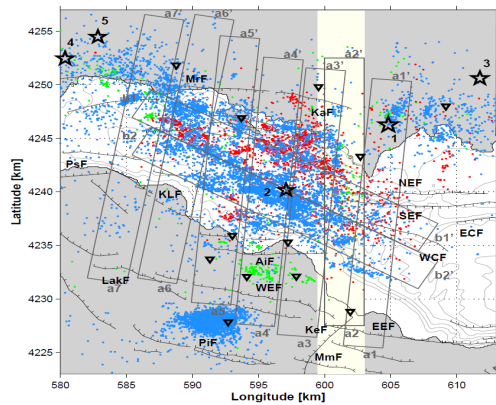 4255
4250
4245
4240
4235
4230
4225
Latitude [km]
580
585
590
595
600
605
610
Longitude [km]
5
4
3
1
2
a7'
a6'
a5'
a4'
a3'
a2'
a1'
MrF
KaF
b2
PsF
KLF
NEF
SEF
ECF
WCF
b1'
b2'
AiF
WEF
LakF
a7
a6
a5
a4
a3
a2
a1
PiF
KeF
EEF
MmF